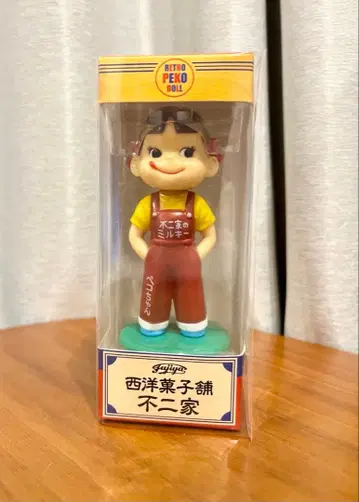 RETRO
PEKO
DOLL
不二家の
ミルキー
ペコちゃん
Fujiya
西洋菓子舗
不二家